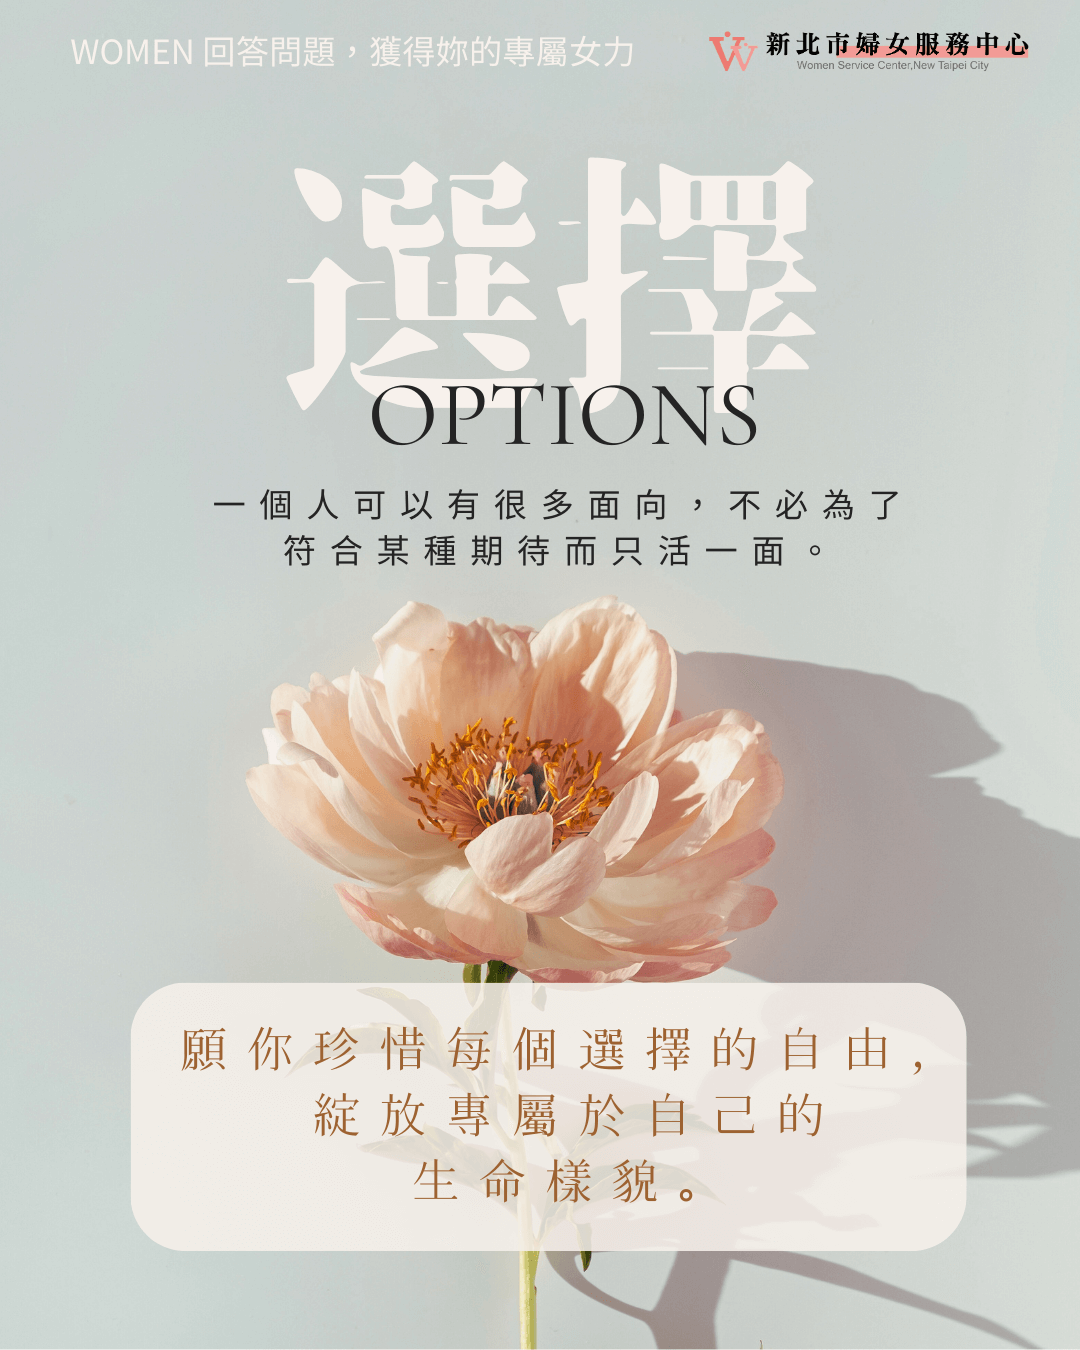 WOMEN 回答問題，獲得妳的專屬女力
新北市婦女服務中心
Women Service Center,New Taipei City
選擇
OPTIONS
一個人可以有很多面向，不必為了
符合某種期待而只活一面。
願你珍惜每個選擇的自由,
綻放專屬於自己的
生命樣貌。